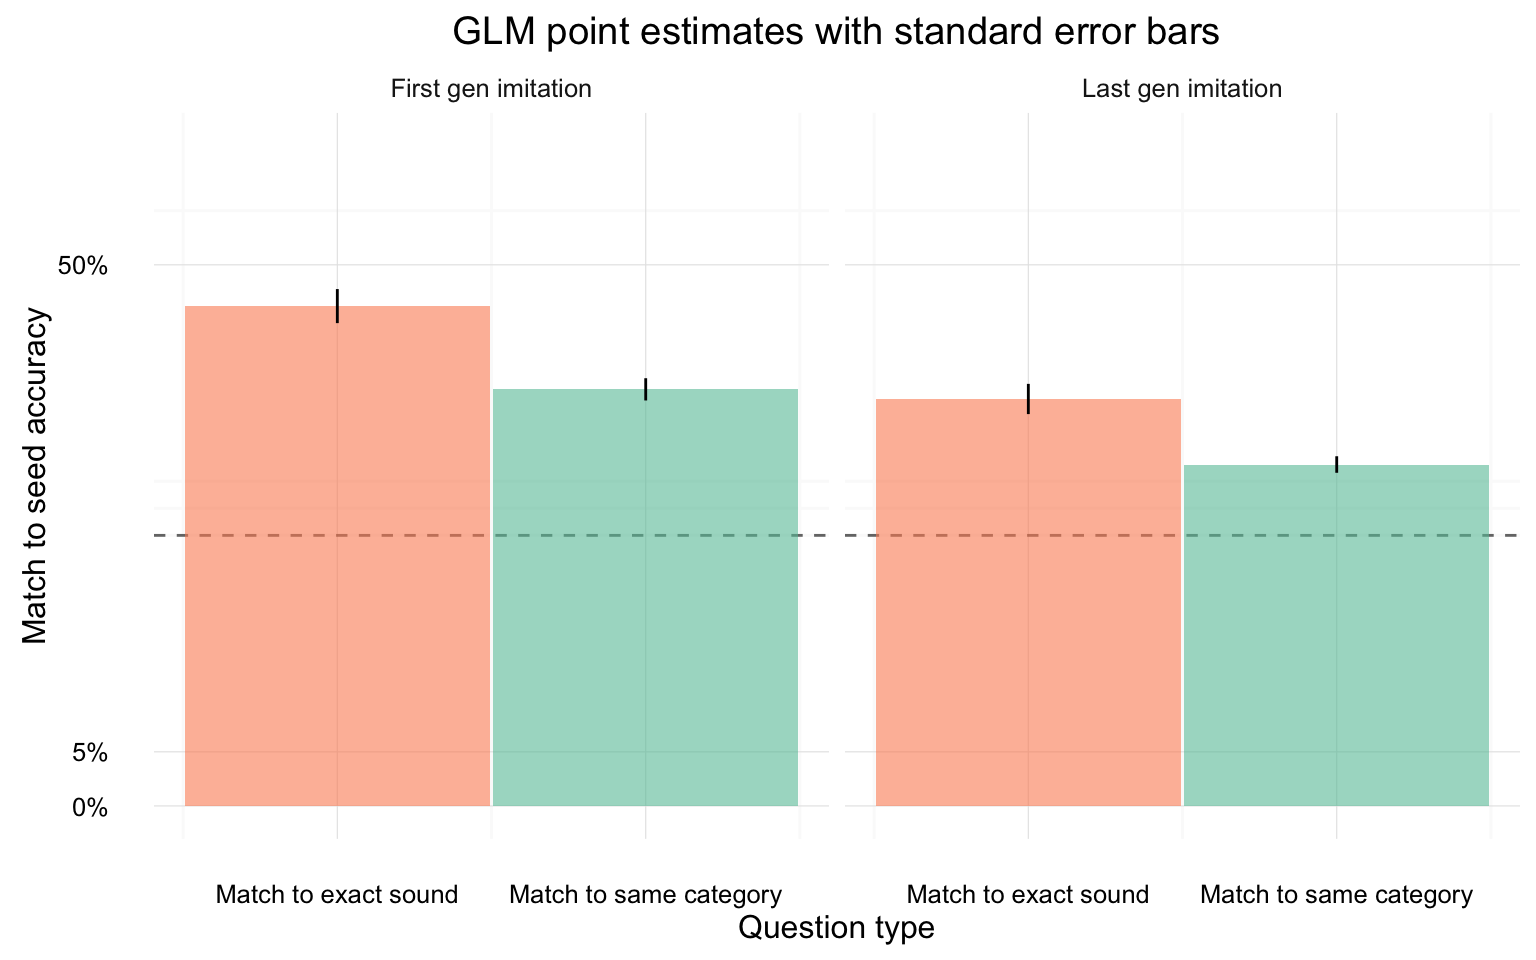 GLM point estimates with standard error bars
First gen imitation
Last gen imitation
Match to seed accuracy
50%
5%
0%
Match to exact sound
Match to same category
Match to exact sound
Match to same category
Question type